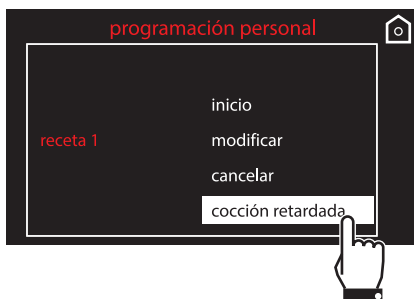 programación personal
inicio
receta 1
modificar
cancelar
cocción retardada